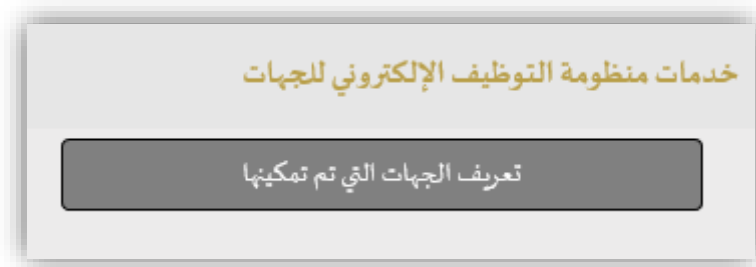 خدمات منظومة التوظيف الإلكتروني للجهات
تعريف الجهات التي تم تمكينها